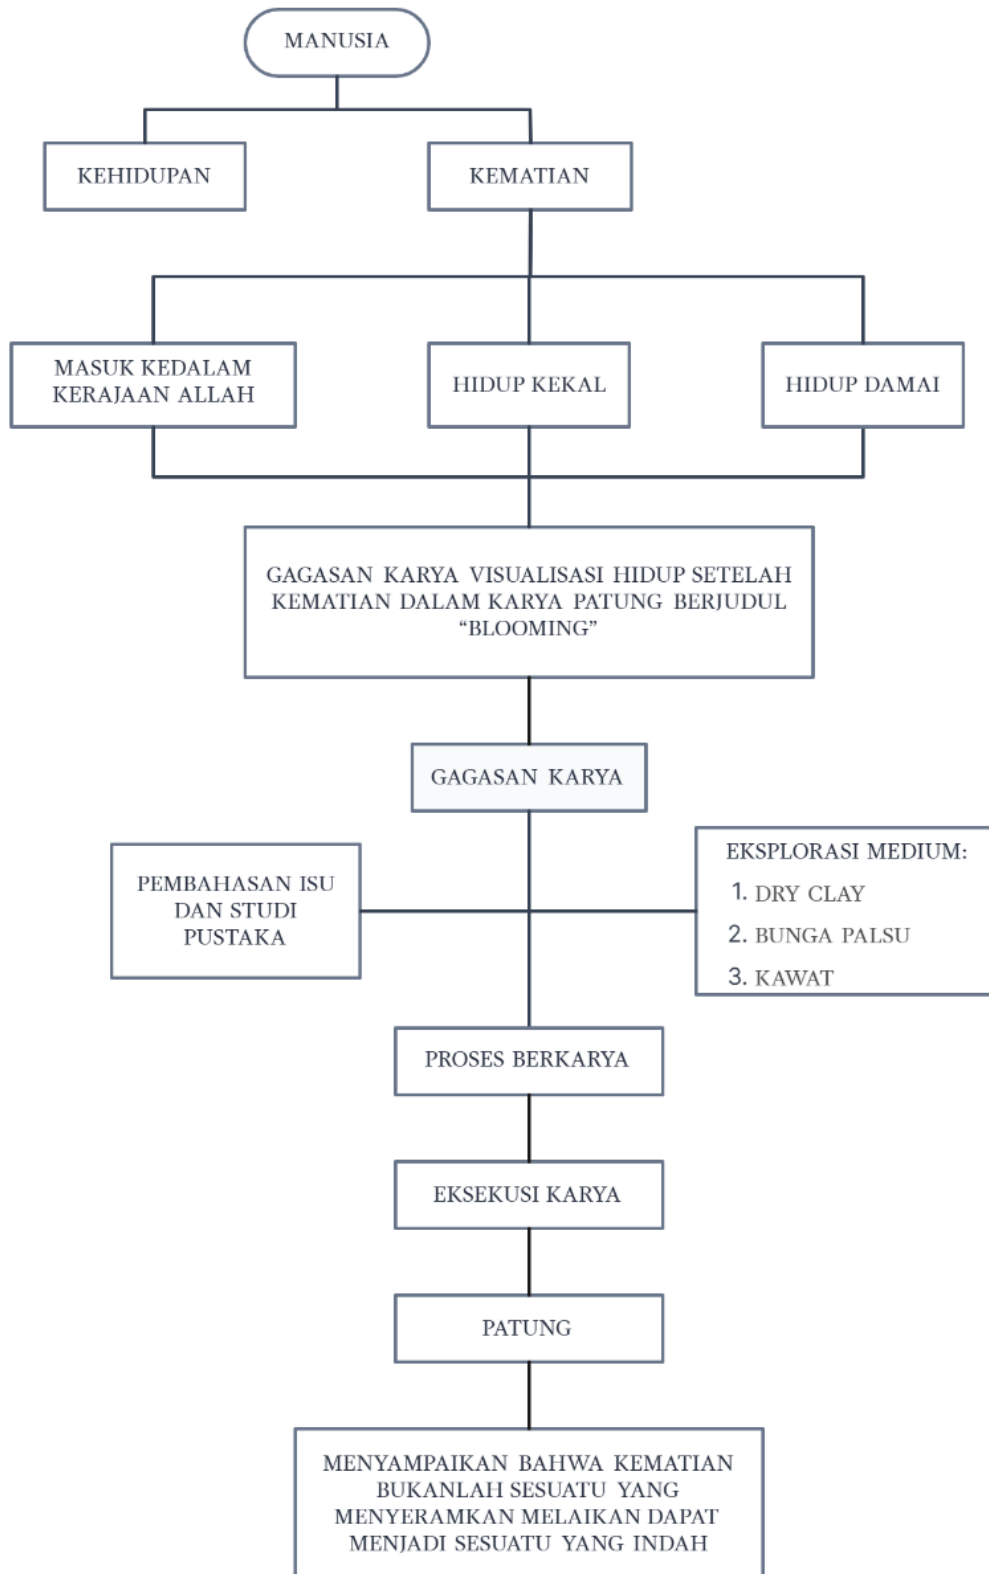 MANUSIA
KEHIDUPAN
KEMATIAN
MASUK KEDALAM
KERAJAAN ALLAH
HIDUP KEKAL
HIDUP DAMAI
GAGASAN KARYA VISUALISASI HIDUP SETELAH
KEMATIAN DALAM KARYA PATUNG BERJUDUL
“BLOOMING”
GAGASAN KARYA
PEMBAHASAN ISU
DAN STUDI
PUSTAKA
EKSPLORASI MEDIUM:
1. DRY CLAY
2. BUNGA PALSU
3. KAWAT
PROSES BERKARYA
EKSEKUSI KARYA
PATUNG
MENYAMPAIKAN BAHWA KEMATIAN
BUKANLAH SESUATU YANG
MENYERAMKAN MELAIKAN DAPAT
MENJADI SESUATU YANG INDAH